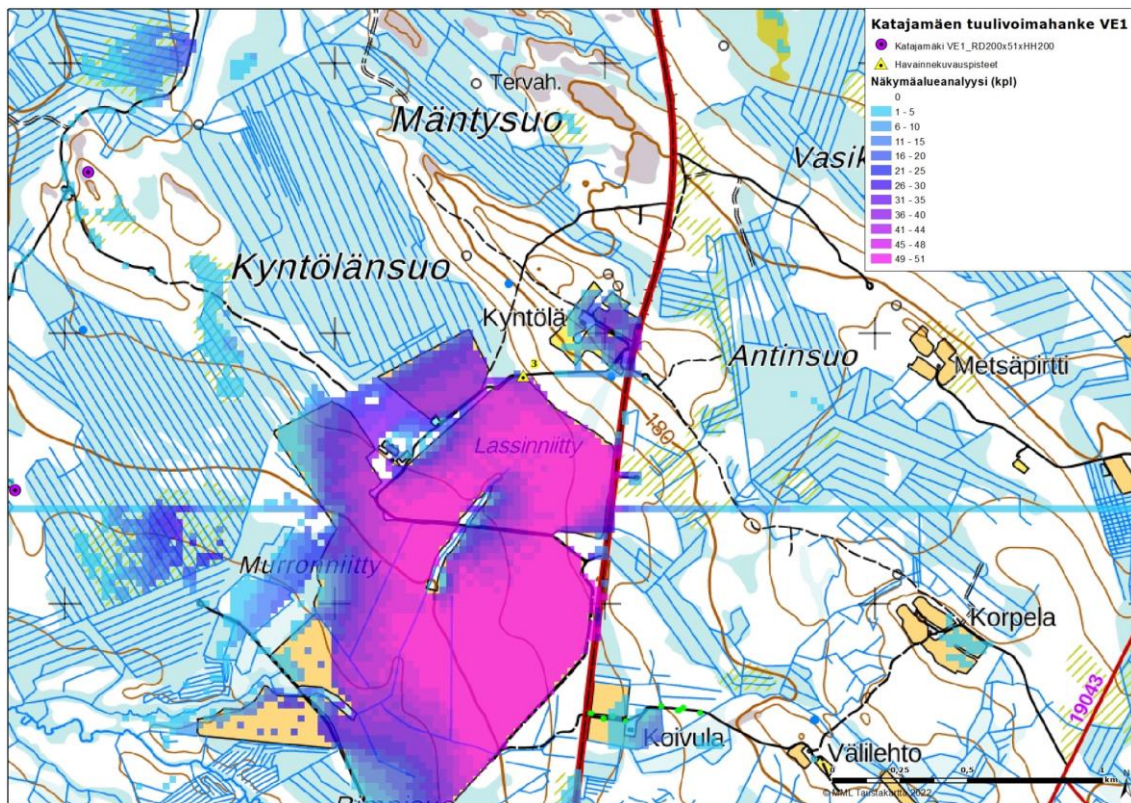 Katajamäen tuulivoimahanke VE1
Katajamäki VE1_RD200x51xHH200
Havainnekuvauspisteet
Näkymäalueanalyysi (kpl)
0
1 - 5
6 - 10
11 - 15
16 - 20
21 - 25
26 - 30
31 - 35
36 - 40
41 - 44
45 - 48
49 - 51
Tervah.
Mäntysuo
Vasik
Kyntölänsuo
Kyntölä
Antinsuo
Metsäpirtti
3
180
Lassinniitty
Murronniitty
Korpela
19043
Koivula
Välilehto
0 0,25 0,5 1
km
N
© MML Taustakartta 2022